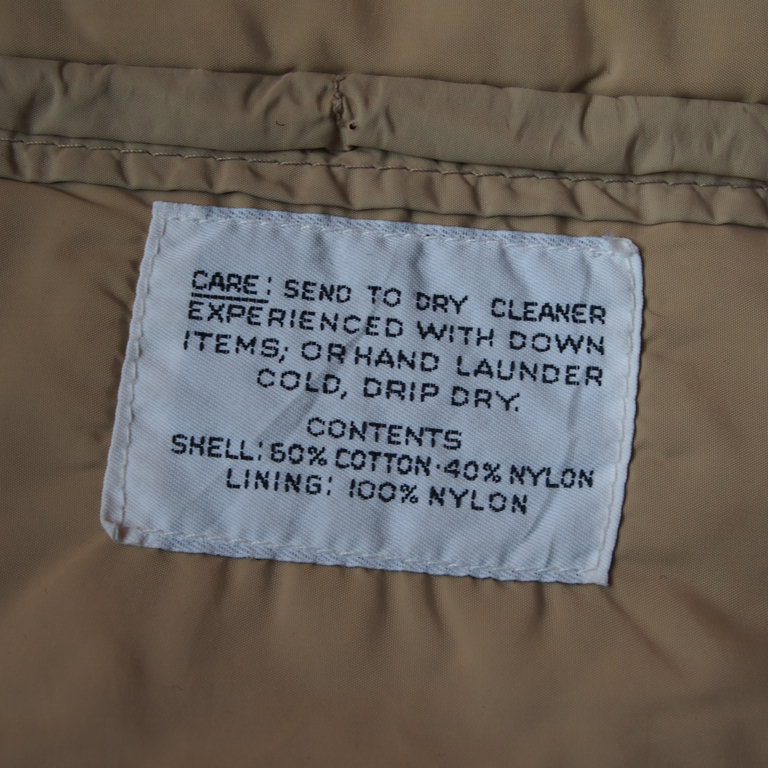 CARE: SEND TO DRY CLEANER
EXPERIENCED WITH DOWN
ITEMS; OR HAND LAUNDER
COLD, DRIP DRY.
CONTENTS
SHELL: 60% COTTON·40% NYLON
LINING: 100% NYLON